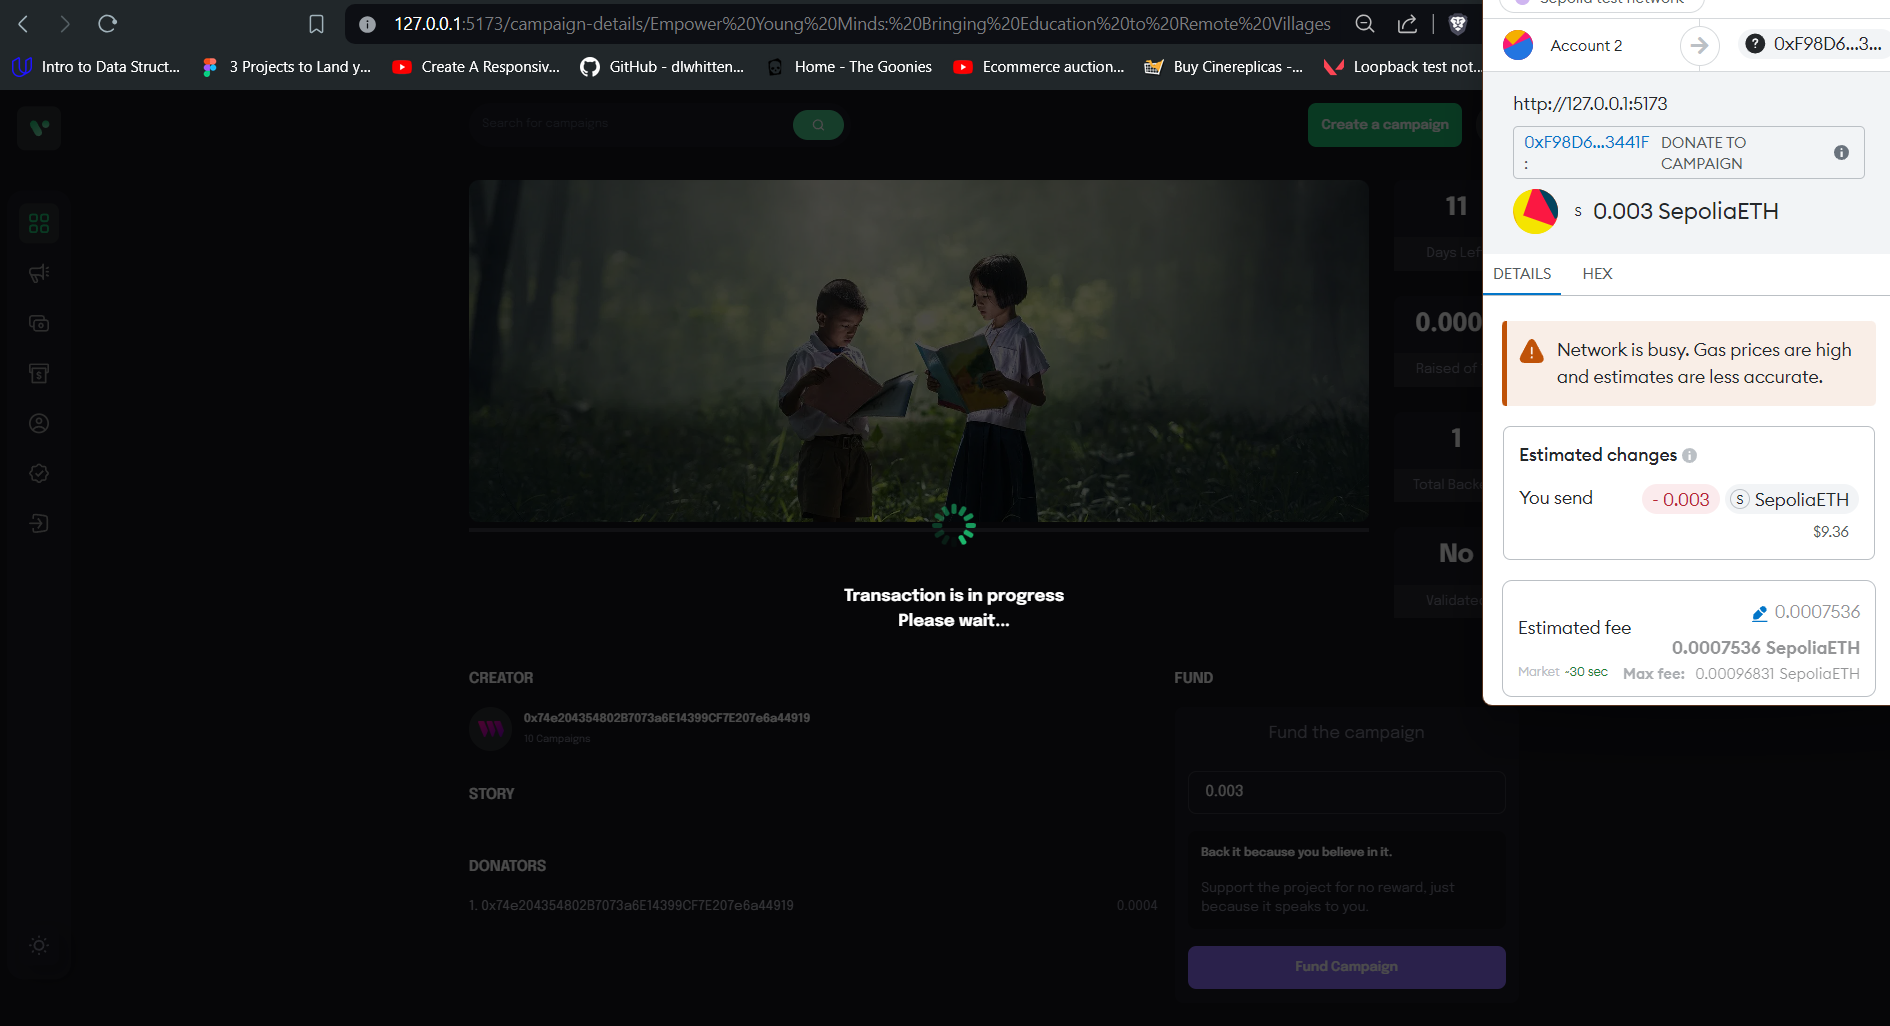 127.0.0.1:5173/campaign-details/Empower%20Young%20Minds:%20Bringing%20Education%20to%20Remote%20Villages
Intro to Data Struct...
3 Projects to Land y...
Create A Responsiv...
GitHub - dlwhitten...
Home - The Goonies
Ecommerce auction...
Buy Cinereplicas -...
Loopback test not...
Search for campaigns
Create a campaign
11
Days Left
0.000
Raised of
1
Total Backe
No
Validated
Transaction is in progress
Please wait...
CREATOR
0x74e204354802B7073a6E14399CF7E207e6a44919
10 Campaigns
STORY
DONATORS
1. 0x74e204354802B7073a6E14399CF7E207e6a44919
0.0004
FUND
Fund the campaign
0.003
Back it because you believe in it.
Support the project for no reward, just
because it speaks to you.
Fund Campaign
Sepolia test network
Account 2
0xF98D6...3...
http://127.0.0.1:5173
0xF98D6...3441F
:
DONATE TO
CAMPAIGN
S 0.003 SepoliaETH
DETAILS
HEX
Network is busy. Gas prices are high
and estimates are less accurate.
Estimated changes
You send
- 0.003
S SepoliaETH
$9.36
Estimated fee
0.0007536
0.0007536 SepoliaETH
Market ~30 sec
Max fee: 0.00096831 SepoliaETH